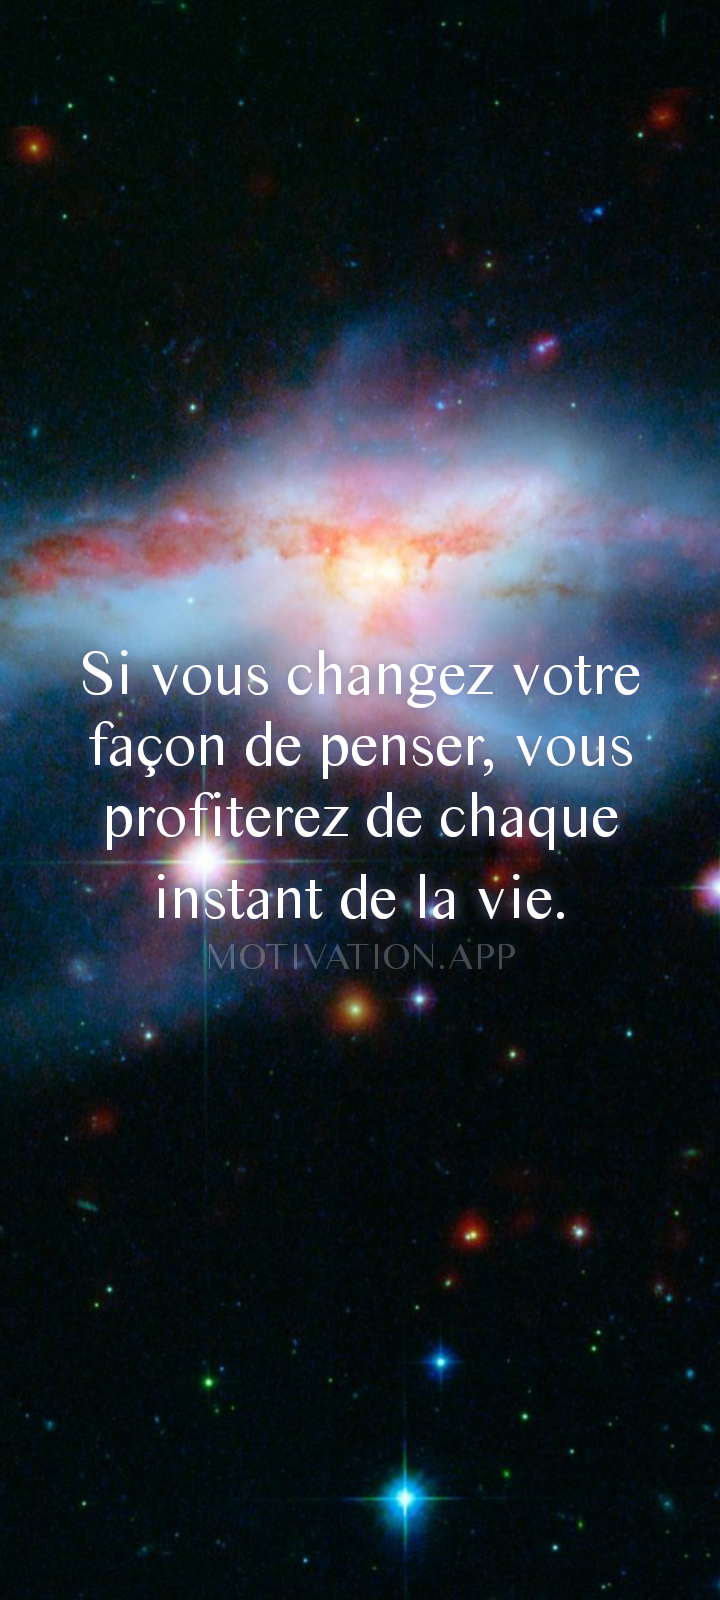 Si vous changez votre
façon de penser, vous
profiterez de chaque
instant de la vie.
MOTIVATION.APP